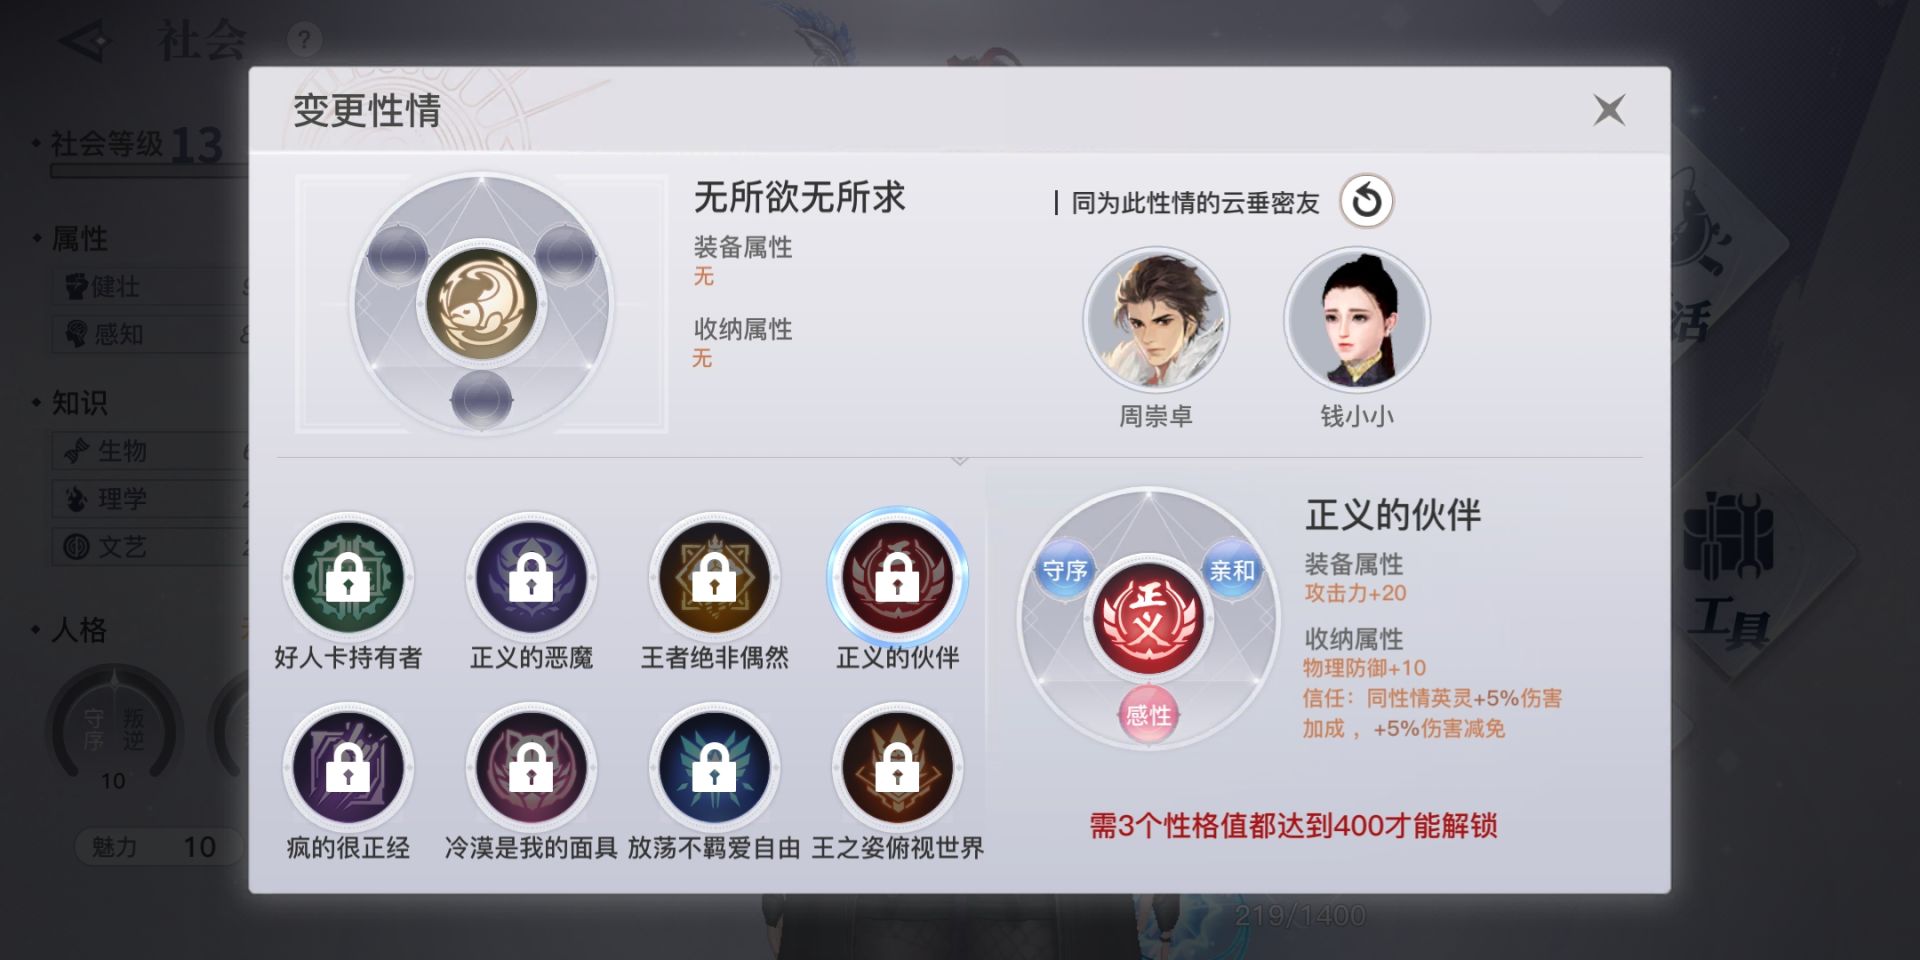 社会
?
变更性情
社会等级 13
属性
健壮
感知
知识
生物
理学
文艺
人格
守序 叛逆
10
魅力 10
无所欲无所求
装备属性
无
收纳属性
无
同为此性情的云垂密友
周崇卓
钱小小
好人卡持有者
正义的恶魔
王者绝非偶然
正义的伙伴
疯的很正经
冷漠是我的面具
放荡不羁爱自由
王之姿俯视世界
守序
亲和
正义
感性
正义的伙伴
装备属性
攻击力+20
收纳属性
物理防御+10
信任：同性情英灵+5%伤害
加成，+5%伤害减免
需3个性格值都达到400才能解锁
活
工具
219/1400